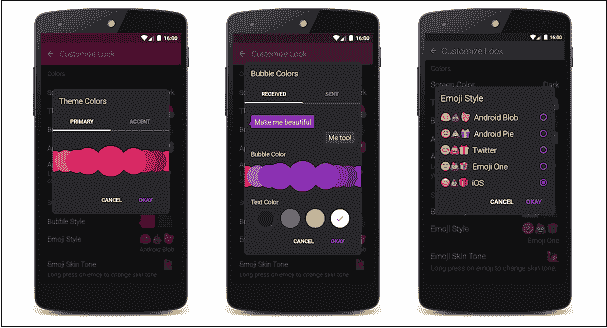 16:00
Customize Look
Colors
Theme Colors
PRIMARY
ACCENT
CANCEL
OKAY
Bubble Style
Emoji Style
Android Blob
Emoji Skin Tone
Long press on emoji to change skin tone
16:00
Customize Look
Bubble Colors
RECEIVED
SENT
Make me beautiful
Me too!
Bubble Color
Text Color
CANCEL
OKAY
Emoji Skin Tone
Long press on emoji to change skin tone
16:00
Customize Look
Colors
Screen Color
Dark
Emoji Style
Android Blob
Android Pie
Twitter
Emoji One
iOS
CANCEL
OKAY
Bubble Style
Emoji Style
Emoji One
Emoji Skin Tone
Long press on emoji to change skin tone